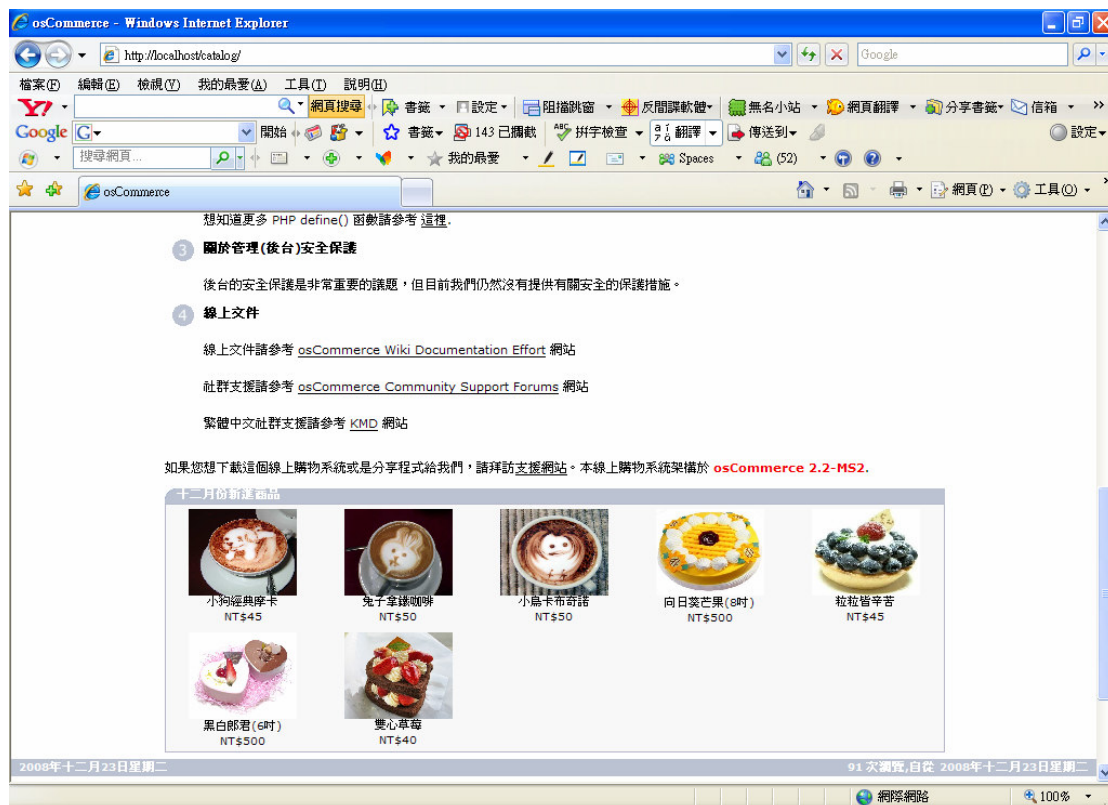 osCommerce - Windows Internet Explorer
http://localhost/catalog/
Google
檔案(F) 編輯(E) 檢視(V) 我的最愛(A) 工具(T) 說明(H)
Y! 網頁搜尋 書籤 設定 阻擋跳窗 反間諜軟體 無名小站 網頁翻譯 分享書籤 信箱
Google G 開始 書籤 143 已攔截 拼字檢查 翻譯 傳送到 設定
搜尋網頁... 我的最愛 Spaces (52)
osCommerce 網頁(P) 工具(O)
想知道更多 PHP define() 函數請參考 這裡.
3 關於管理(後台)安全保護
後台的安全保護是非常重要的議題，但目前我們仍然沒有提供有關安全的保護措施。
4 線上文件
線上文件請參考 osCommerce Wiki Documentation Effort 網站
社群支援請參考 osCommerce Community Support Forums 網站
繁體中文社群支援請參考 KMD 網站
如果您想下載這個線上購物系統或是分享程式給我們，請拜訪支援網站。本線上購物系統架構於 osCommerce 2.2-MS2.
十二月份新進商品
小狗經典摩卡 兔子拿鐵咖啡 小鳥卡布奇諾 向日葵芒果(8吋) 粒粒皆辛苦
NT$45 NT$50 NT$50 NT$500 NT$45
黑白郎君(6吋) 雙心草莓
NT$500 NT$40
2008年十二月23日星期二 91 次瀏覽,自從 2008年十二月23日星期二
網際網路 100%